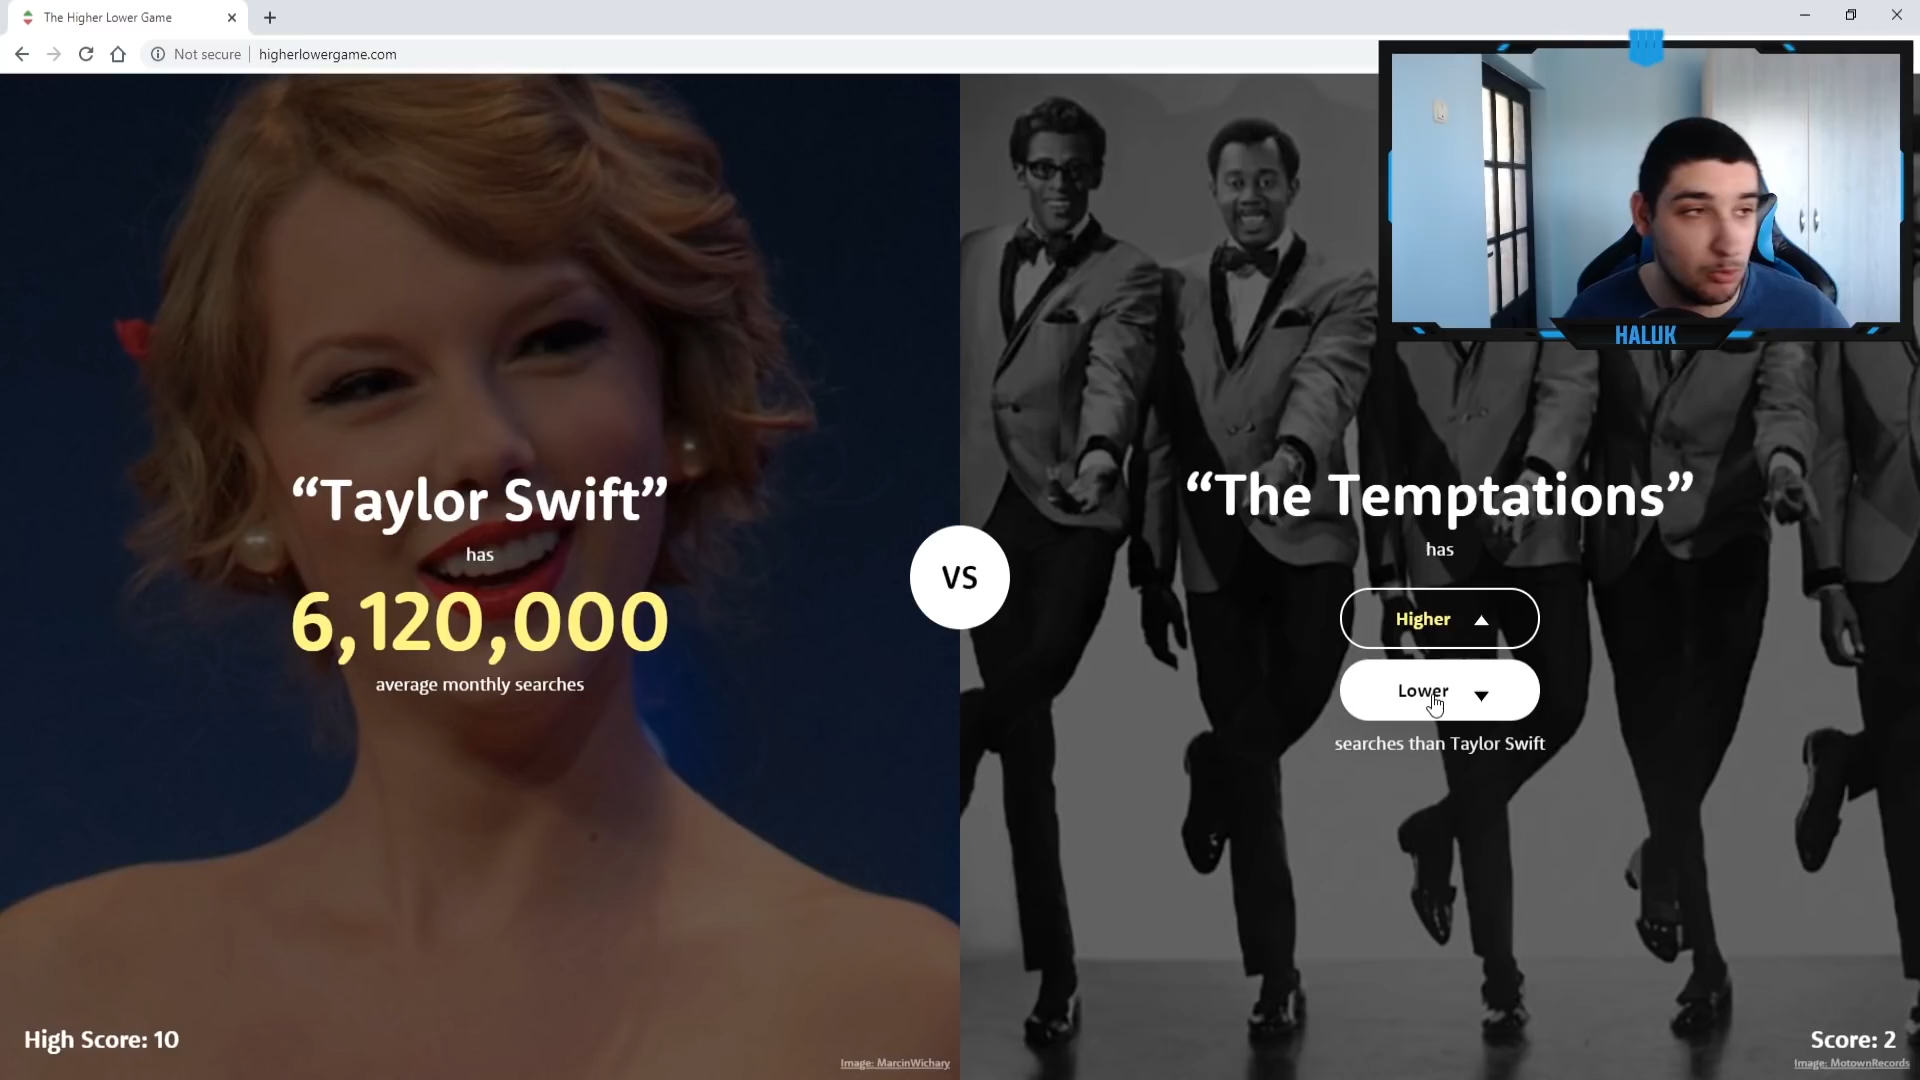 The Higher Lower Game
Not secure
higherlowergame.com
HALUK
“Taylor Swift”
has
6,120,000
average monthly searches
VS
“The Temptations”
has
Higher
Lower
searches than Taylor Swift
High Score: 10
Image: MarcinWichary
Score: 2
Image: MotownRecords